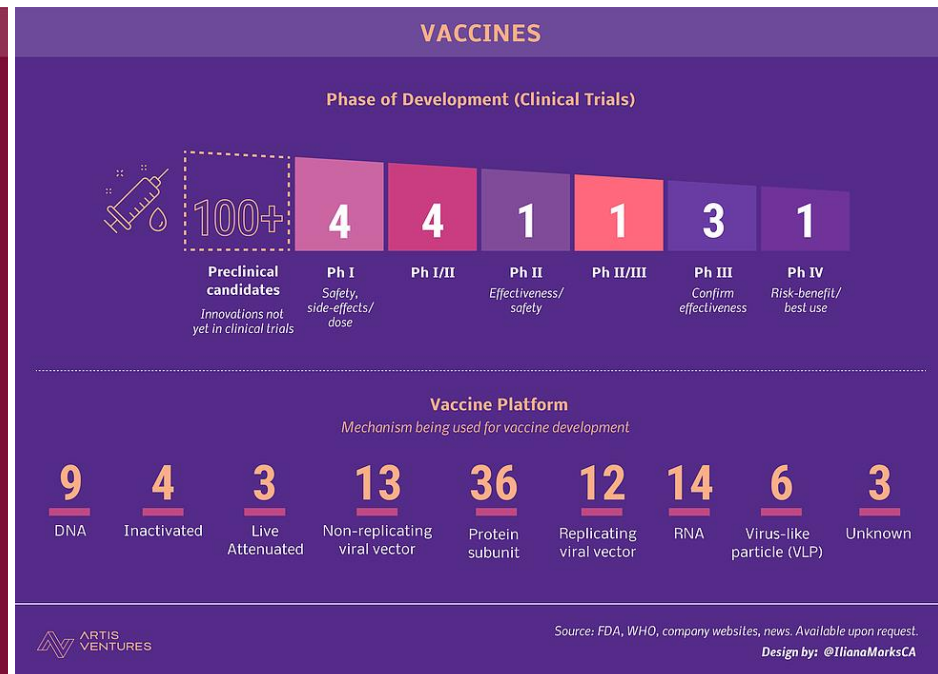 VACCINES
Phase of Development (Clinical Trials)
100+
4
4
1
1
3
1
Preclinical
candidates
Innovations not
yet in clinical trials
Ph I
Safety,
side-effects/
dose
Ph I/II
Ph II
Effectiveness/
safety
Ph II/III
Ph III
Confirm
effectiveness
Ph IV
Risk-benefit/
best use
Vaccine Platform
Mechanism being used for vaccine development
9
DNA
4
Inactivated
3
Live
Attenuated
13
Non-replicating
viral vector
36
Protein
subunit
12
Replicating
viral vector
14
RNA
6
Virus-like
particle (VLP)
3
Unknown
ARTIS
VENTURES
Source: FDA, WHO, company websites, news. Available upon request.
Design by: @IlianaMarksCA